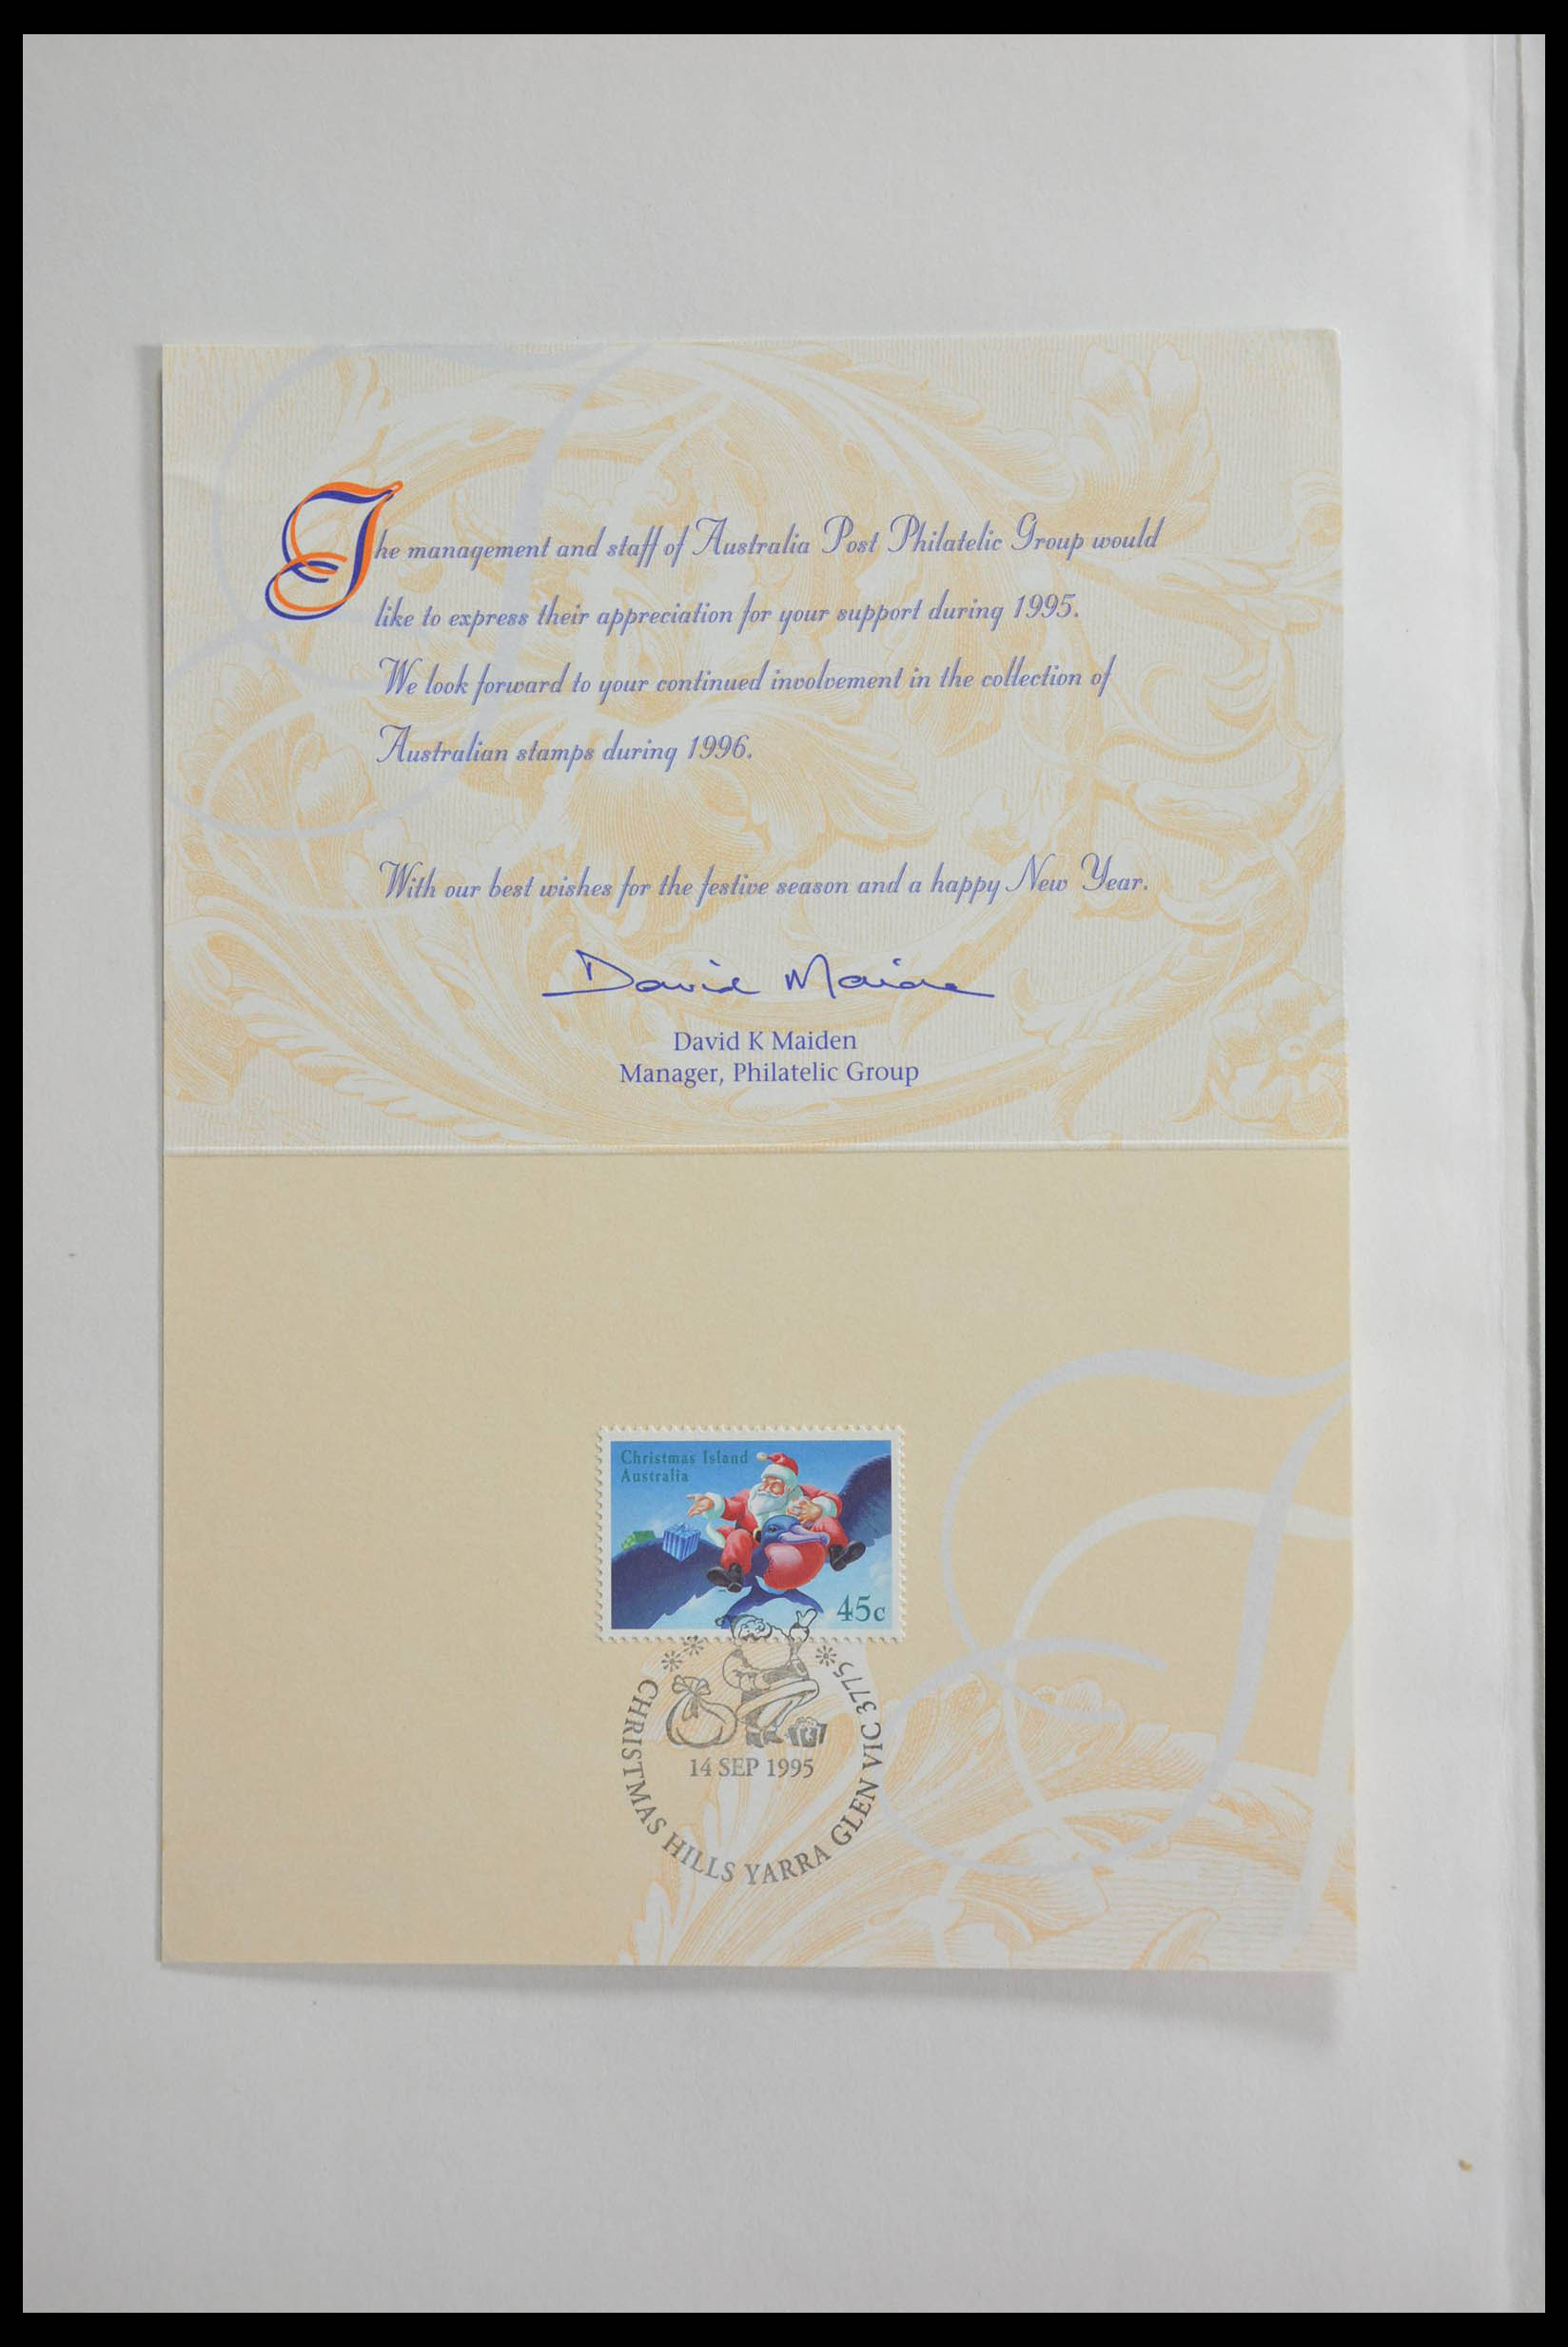 The management and staff of Australia Post Philatelic Group would
like to express their appreciation for your support during 1995.
We look forward to your continued involvement in the collection of
Australian stamps during 1996.
With our best wishes for the festive season and a happy New Year.
David Maiden
David K Maiden
Manager, Philatelic Group
Christmas Island
Australia
45c
14 SEP 1995
CHRISTMAS HILLS YARRA GLEN VIC 3775